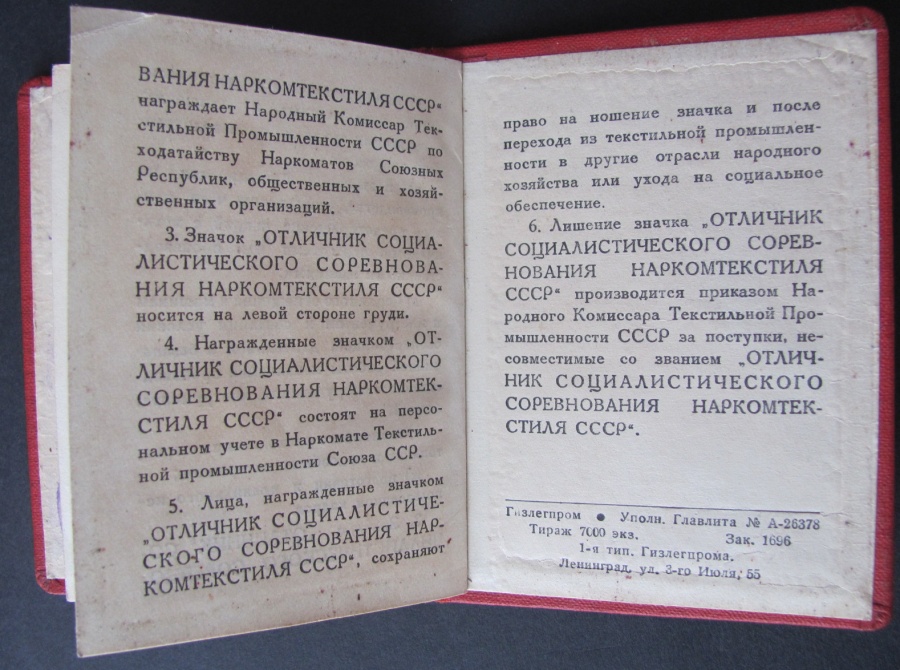 ВАНИЯ НАРКОМТЕКСТИЛЯ СССР“
награждает Народный Комиссар Тек-
стильной Промышленности СССР по
ходатайству Наркоматов Союзных
Республик, общественных и хозяй-
ственных организаций.
3. Значок „ОТЛИЧНИК СОЦИА-
ЛИСТИЧЕСКОГО СОРЕВНОВА-
НИЯ НАРКОМТЕКСТИЛЯ СССР“
носится на левой стороне груди.
4. Награжденные значком „ОТ-
ЛИЧНИК СОЦИАЛИСТИЧЕСКОГО
СОРЕВНОВАНИЯ НАРКОМТЕК-
СТИЛЯ СССР“ состоят на персо-
нальном учете в Наркомате Текстиль-
ной промышленности Союза ССР.
5. Лица, награжденные значком
„ОТЛИЧНИК СОЦИАЛИСТИЧЕ-
СКОГО СОРЕВНОВАНИЯ НАР-
КОМТЕКСТИЛЯ СССР“, сохраняют
право на ношение значка и после
перехода из текстильной промышлен-
ности в другие отрасли народного
хозяйства или ухода на социальное
обеспечение.
6. Лишение значка „ОТЛИЧНИК
СОЦИАЛИСТИЧЕСКОГО СОРЕВ-
НОВАНИЯ НАРКОМТЕКСТИЛЯ
СССР“ производится приказом На-
родного Комиссара Текстильной Про-
мышленности СССР за поступки, не-
совместимые со званием „ОТЛИЧ-
НИК СОЦИАЛИСТИЧЕСКОГО
СОРЕВНОВАНИЯ НАРКОМТЕК-
СТИЛЯ СССР“.
Гизлегпром ● Уполн. Главлита № А-26378
Тираж 7000 экз. Зак. 1696
1-я тип. Гизлегпрома.
Ленинград, ул. 3-го Июля, 55